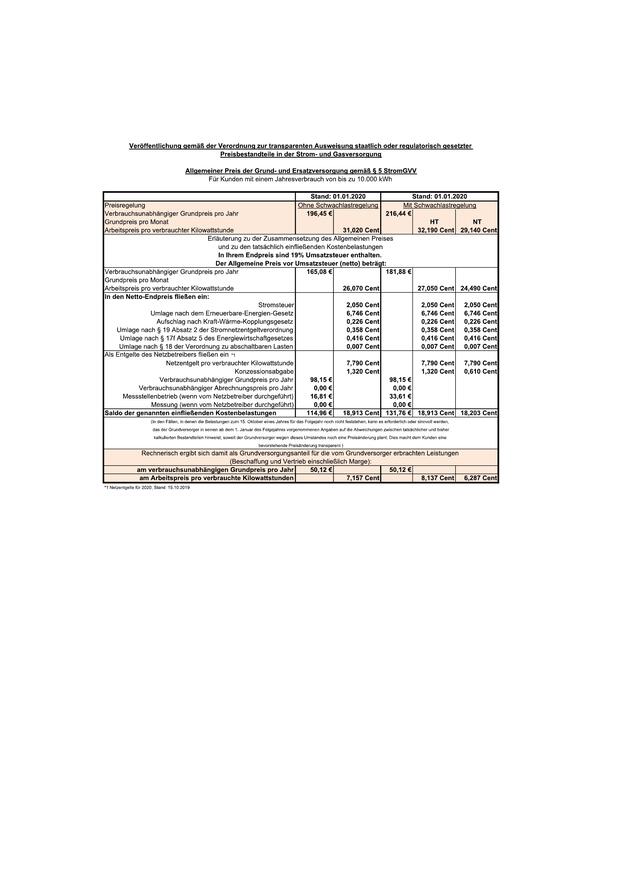 Veröffentlichung gemäß der Verordnung zur transparenten Ausweisung staatlich oder regulatorisch gesetzter
Preisbestandteile in der Strom- und Gasversorgung
Allgemeiner Preis der Grund- und Ersatzversorgung gemäß § 5 StromGVV
Für Kunden mit einem Jahresverbrauch von bis zu 10.000 kWh
Stand: 01.01.2020 Stand: 01.01.2020
Preisregelung Ohne Schwachlastregelung Mit Schwachlastregelung
Verbrauchsunabhängiger Grundpreis pro Jahr 196,45 € 216,44 €
Grundpreis pro Monat HT NT
Arbeitspreis pro verbrauchter Kilowattstunde 31,020 Cent 32,190 Cent 29,140 Cent
Erläuterung zu der Zusammensetzung des Allgemeinen Preises
und zu den tatsächlich einfließenden Kostenbelastungen
In Ihrem Endpreis sind 19% Umsatzsteuer enthalten.
Der Allgemeine Preis vor Umsatzsteuer (netto) beträgt:
Verbrauchsunabhängiger Grundpreis pro Jahr 165,08 € 181,88 €
Grundpreis pro Monat
Arbeitspreis pro verbrauchter Kilowattstunde 26,070 Cent 27,050 Cent 24,490 Cent
In den Netto-Endpreis fließen ein:
Stromsteuer 2,050 Cent 2,050 Cent 2,050 Cent
Umlage nach dem Erneuerbare-Energien-Gesetz 6,746 Cent 6,746 Cent 6,746 Cent
Aufschlag nach Kraft-Wärme-Kopplungsgesetz 0,226 Cent 0,226 Cent 0,226 Cent
Umlage nach § 19 Absatz 2 der Stromnetzentgeltverordnung 0,358 Cent 0,358 Cent 0,358 Cent
Umlage nach § 17f Absatz 5 des Energiewirtschaftgesetzes 0,416 Cent 0,416 Cent 0,416 Cent
Umlage nach § 18 der Verordnung zu abschaltbaren Lasten 0,007 Cent 0,007 Cent 0,007 Cent
Als Entgelte des Netzbetreibers fließen ein *1
Netzentgelt pro verbrauchter Kilowattstunde 7,790 Cent 7,790 Cent 7,790 Cent
Konzessionsabgabe 1,320 Cent 1,320 Cent 0,610 Cent
Verbrauchsunabhängiger Grundpreis pro Jahr 98,15 € 98,15 €
Verbrauchsunabhängiger Abrechnungspreis pro Jahr 0,00 € 0,00 €
Messstellenbetrieb (wenn vom Netzbetreiber durchgeführt) 16,81 € 33,61 €
Messung (wenn vom Netzbetreiber durchgeführt) 0,00 € 0,00 €
Saldo der genannten einfließenden Kostenbelastungen 114,96 € 18,913 Cent 131,76 € 18,913 Cent 18,203 Cent
(In den Fällen, in denen die Belastungen zum 15. Oktober eines Jahres für das Folgejahr noch nicht feststehen, kann es erforderlich oder sinnvoll werden,
das der Grundversorger in seinen ab dem 1. Januar des Folgejahres vorgenommenen Angaben auf die Abweichungen zwischen tatsächlicher und bisher
kalkulierten Bestandteilen hinweist, soweit der Grundversorger wegen dieses Umstandes noch eine Preisänderung plant. Dies macht dem Kunden eine
bevorstehende Preisänderung transparent.)
Rechnerisch ergibt sich damit als Grundversorgungsanteil für die vom Grundversorger erbrachten Leistungen
(Beschaffung und Vertrieb einschließlich Marge):
am verbrauchsunabhängigen Grundpreis pro Jahr 50,12 € 50,12 €
am Arbeitspreis pro verbrauchte Kilowattstunden 7,157 Cent 8,137 Cent 6,287 Cent
*1 Netzentgelte für 2020, Stand: 15.10.2019